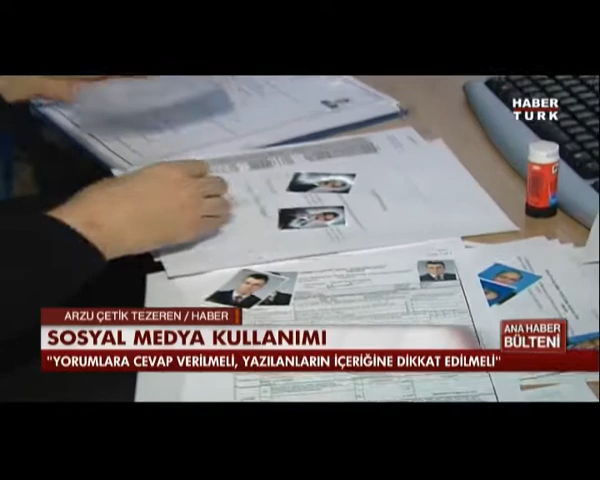 HABER
TURK
ARZU ÇETİK TEZEREN / HABER
SOSYAL MEDYA KULLANIMI
ANA HABER
BÜLTENİ
"YORUMLARA CEVAP VERİLMELİ, YAZILANLARIN İÇERİĞİNE DİKKAT EDİLMELİ"